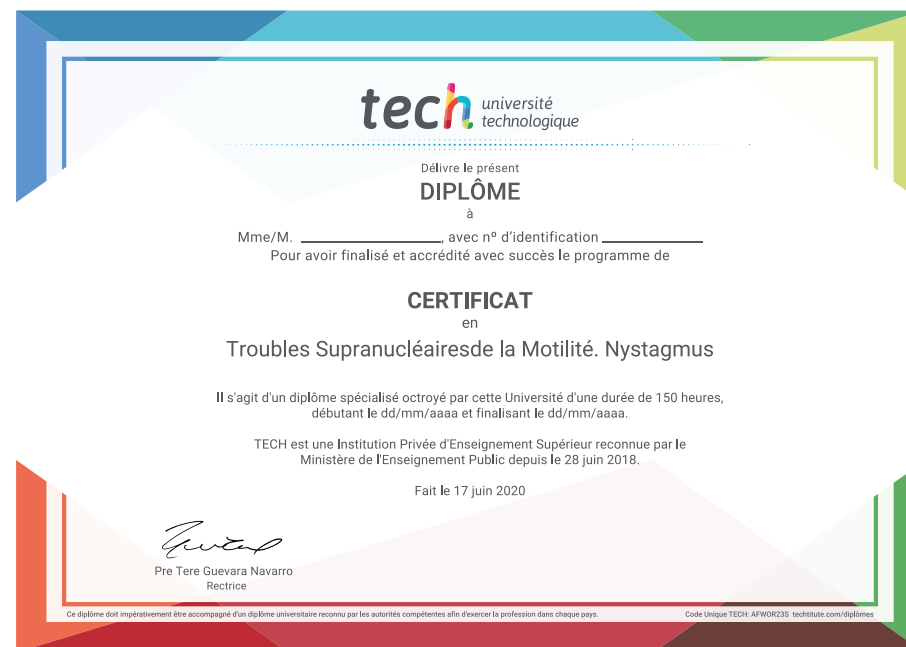 tech université
technologique
Délivre le présent
DIPLÔME
à
Mme/M. ____________________, avec nº d'identification ______________
Pour avoir finalisé et accrédité avec succès le programme de
CERTIFICAT
en
Troubles Supranucléairesde la Motilité. Nystagmus
Il s'agit d'un diplôme spécialisé octroyé par cette Université d'une durée de 150 heures,
débutant le dd/mm/aaaa et finalisant le dd/mm/aaaa.
TECH est une Institution Privée d'Enseignement Supérieur reconnue par le
Ministère de l'Enseignement Public depuis le 28 juin 2018.
Fait le 17 juin 2020
Pre Tere Guevara Navarro
Rectrice
Ce diplôme doit impérativement être accompagné d'un diplôme universitaire reconnu par les autorités compétentes afin d'exercer la profession dans chaque pays.
Code Unique TECH: AFWOR23S techtitute.com/diplômes